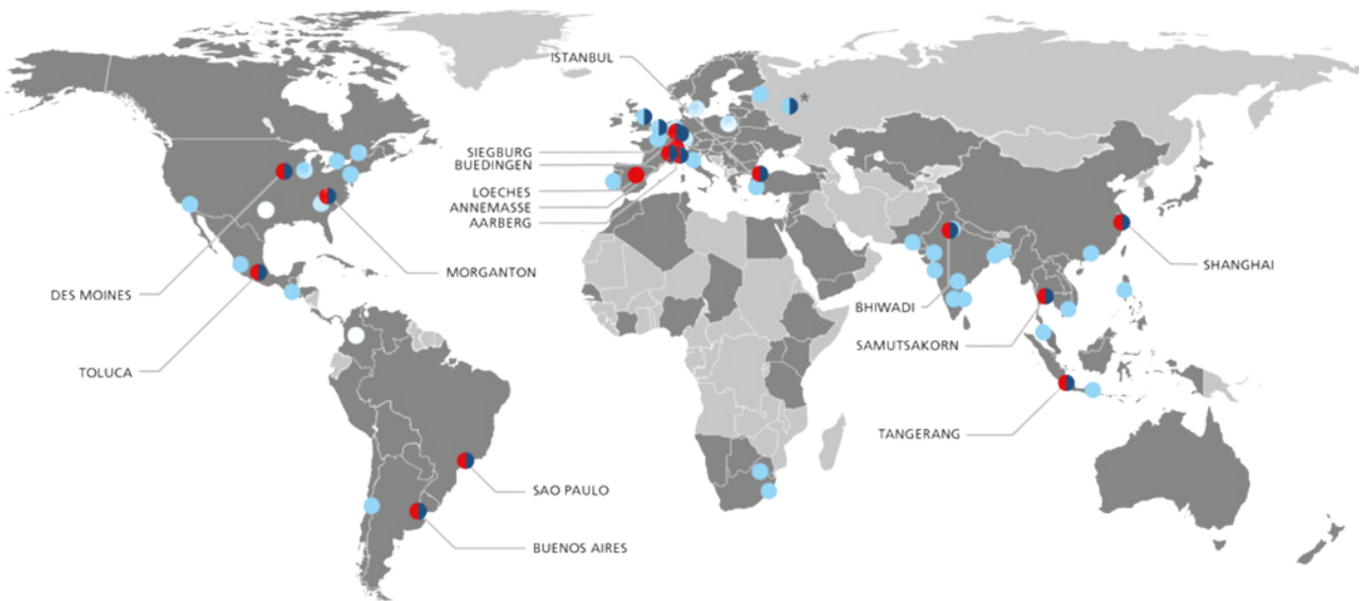 ISTANBUL
*
SIEGBURG
BUEDINGEN
LOECHES
ANNEMASSE
AARBERG
MORGANTON
DES MOINES
TOLUCA
SAO PAULO
BUENOS AIRES
SHANGHAI
BHIWADI
SAMUTSAKORN
TANGERANG